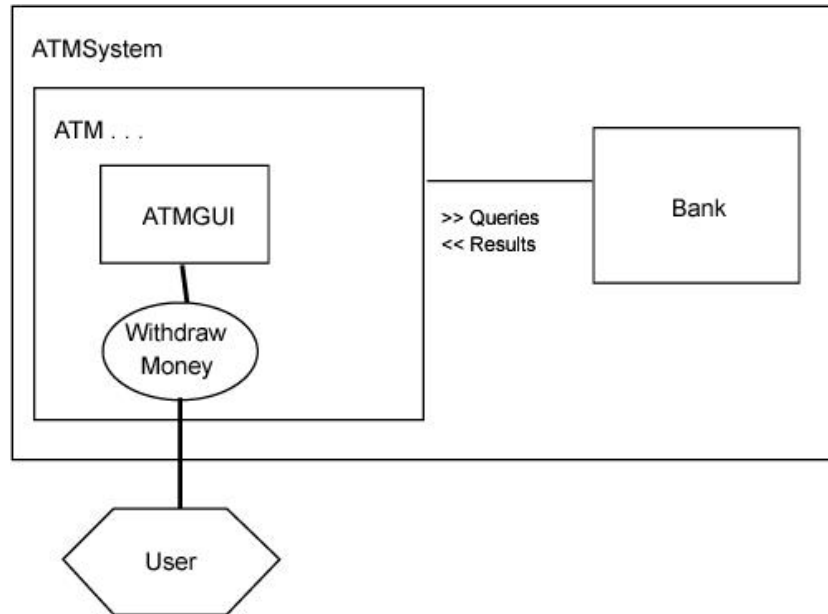 ATMSystem
ATM . . .
ATMGUI
Withdraw
Money
>> Queries
<< Results
Bank
User